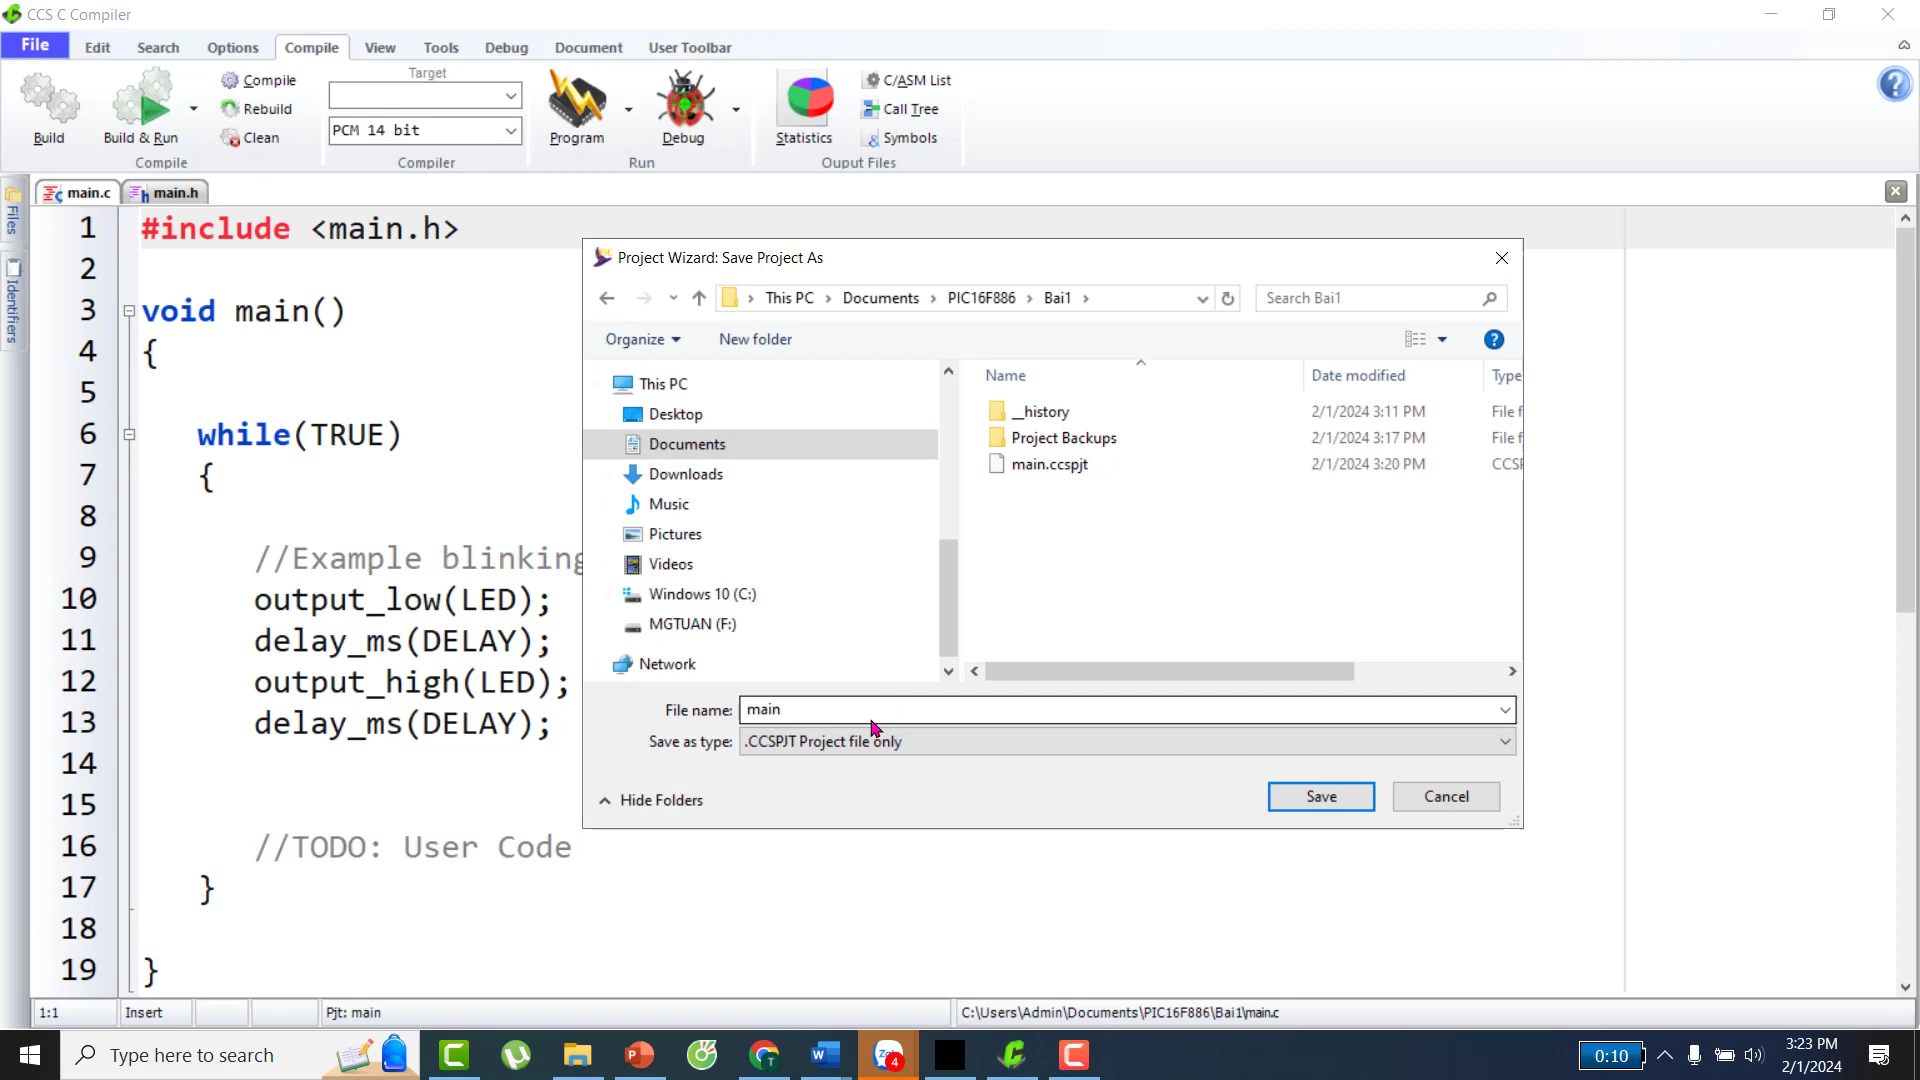 CCS C Compiler
File Edit Search Options Compile View Tools Debug Document User Toolbar
Build
Build & Run
Compile
Rebuild
Clean
Compile
Target
PCM 14 bit
Compiler
Program
Debug
Run
Statistics
C/ASM List
Call Tree
Symbols
Ouput Files
Files
Identifiers
main.c main.h
1 #include <main.h>
2
3 void main()
4 {
5
6 while(TRUE)
7 {
8
9 //Example blinking
10 output_low(LED);
11 delay_ms(DELAY);
12 output_high(LED);
13 delay_ms(DELAY);
14
15
16 //TODO: User Code
17 }
18
19 }
Project Wizard: Save Project As
This PC > Documents > PIC16F886 > Bai1 >
Search Bai1
Organize New folder
This PC
Desktop
Documents
Downloads
Music
Pictures
Videos
Windows 10 (C:)
MGTUAN (F:)
Network
Name Date modified Type
__history 2/1/2024 3:11 PM File f
Project Backups 2/1/2024 3:17 PM File f
main.ccspjt 2/1/2024 3:20 PM CCSP
File name: main
Save as type: .CCSPJT Project file only
Hide Folders
Save Cancel
1:1 Insert Pjt: main C:\Users\Admin\Documents\PIC16F886\Bai1\main.c
Type here to search
4
0:10
3:23 PM
2/1/2024